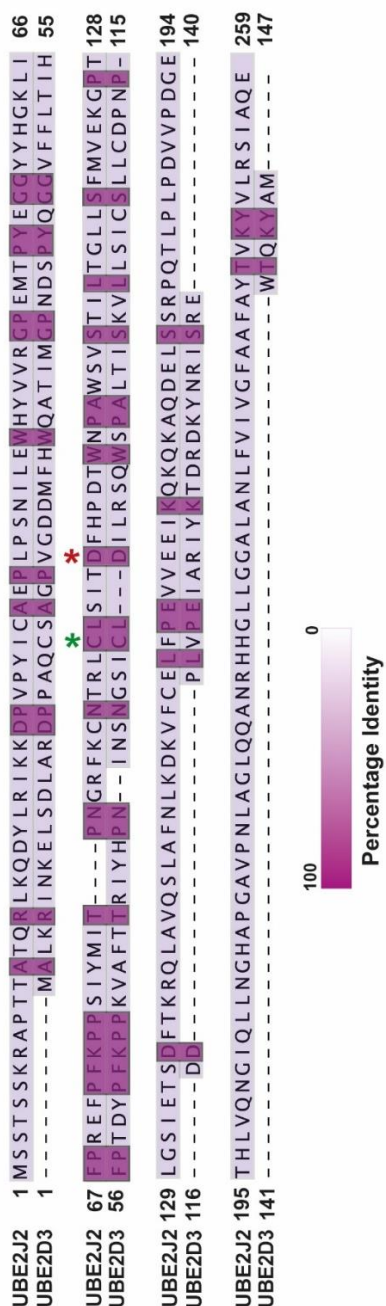 UBE2J2 1 MSSTSSKRAPTTATQRLKQDYLRIKKDPVPYICAEPLPSNILEWHYVVRGPEMTPYEGGYYHGKLI 66
UBE2D3 1 -----------MALKRINKELSDLARDPPAQCSAGPVGDDMFHWQATIMGPNDSPYQGGVFFLTIH 55
* *
UBE2J2 67 FPREFPFKPPSIYMIT----PNGRFKCNTRLCLSITDFHPDTWNPAWSVSTILTGLLSFMVEKGPT 128
UBE2D3 56 FPTDYPFKPPKVAFTTRIYHPN--INSNGSICL---DILRSQWSPALTISKVLLSICSLLCDPNP- 115
UBE2J2 129 LGSIETSDFTKRQLAVQSLAFNLKDKVFCELFPEVVEEIKQKQKAQDELSSRPQTLPLPDVVPDGE 194
UBE2D3 116 ------DD---------------------PLVPEIARIYKTDRDKYNRISRE-------------- 140
UBE2J2 195 THLVQNGIQLLNGHAPGAVPNLAGLQQANRHHGLLGGALANLFVIVGFAAFAYTVKYVLRSIAQE 259
UBE2D3 141 ----------------------------------------------------WTQKYAM------ 147
100 0
Percentage Identity